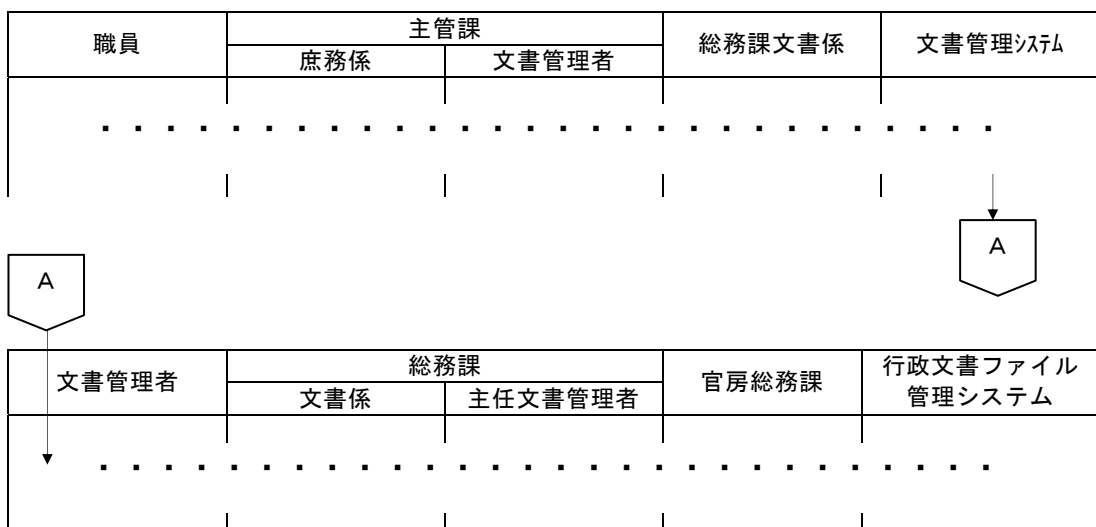 職員 主管課 総務課文書係 文書管理ｼｽﾃﾑ
庶務係 文書管理者
A
A
文書管理者 総務課 官房総務課 行政文書ファイル
管理システム
文書係 主任文書管理者